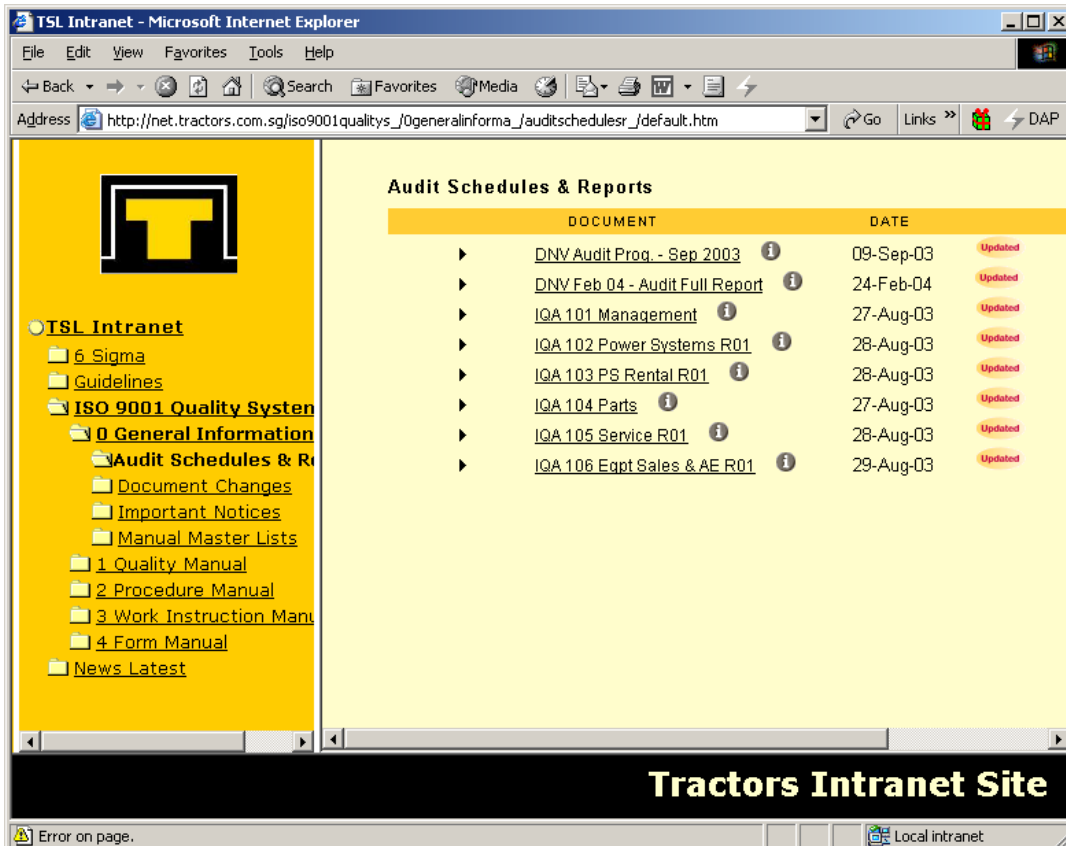 TSL Intranet - Microsoft Internet Explorer
File Edit View Favorites Tools Help
Back Search Favorites Media
Address http://net.tractors.com.sg/iso9001qualitys_/0generalinforma_/auditschedulesr_/default.htm Go Links » DAP
T
TSL Intranet
6 Sigma
Guidelines
ISO 9001 Quality System
0 General Information
Audit Schedules & Re
Document Changes
Important Notices
Manual Master Lists
1 Quality Manual
2 Procedure Manual
3 Work Instruction Manu
4 Form Manual
News Latest
Audit Schedules & Reports
DOCUMENT DATE
DNV Audit Prog. - Sep 2003 09-Sep-03 Updated
DNV Feb 04 - Audit Full Report 24-Feb-04 Updated
IQA 101 Management 27-Aug-03 Updated
IQA 102 Power Systems R01 28-Aug-03 Updated
IQA 103 PS Rental R01 28-Aug-03 Updated
IQA 104 Parts 27-Aug-03 Updated
IQA 105 Service R01 28-Aug-03 Updated
IQA 106 Eqpt Sales & AE R01 29-Aug-03 Updated
Tractors Intranet Site
Error on page. Local intranet